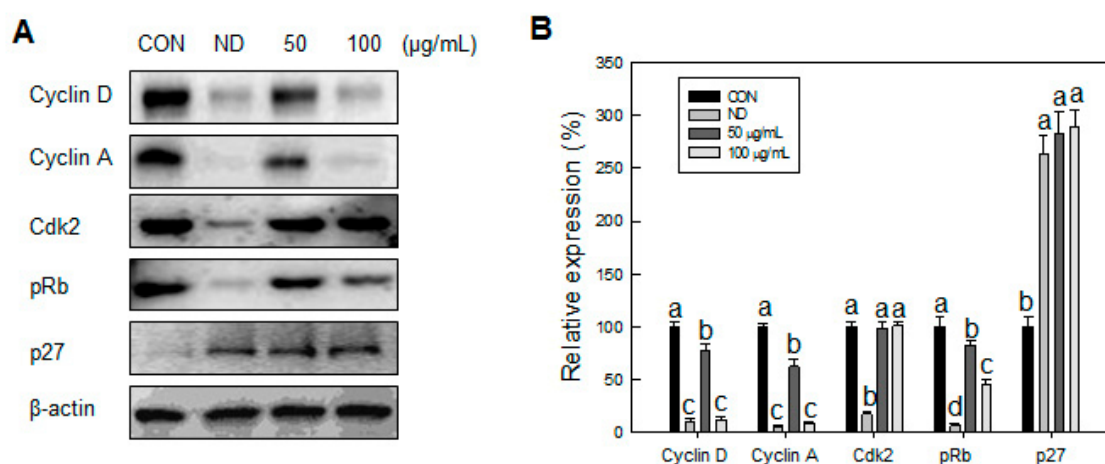 A
CON ND 50 100 (μg/mL)
Cyclin D
Cyclin A
Cdk2
pRb
p27
β-actin
B
Relative expression (%)
350
300
250
200
150
100
50
0
CON
ND
50 μg/mL
100 μg/mL
a c b c
a c b c
a b a a
a d b c
b a a a
Cyclin D Cyclin A Cdk2 pRb p27